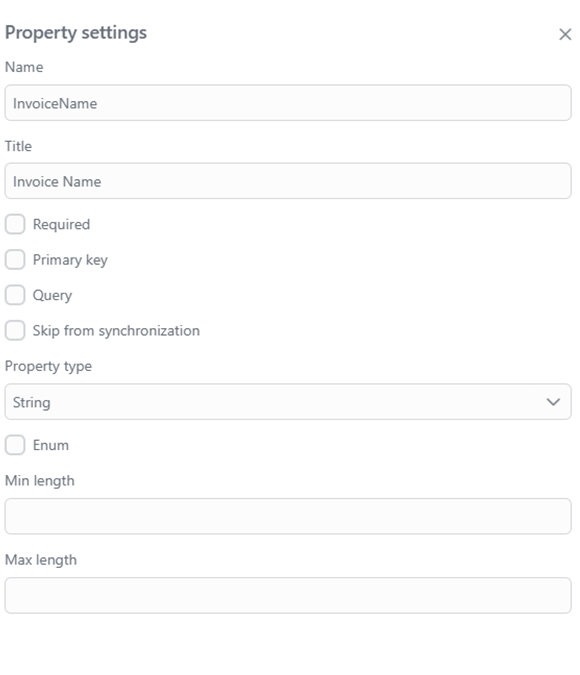 Property settings
Name
InvoiceName
Title
Invoice Name
Required
Primary key
Query
Skip from synchronization
Property type
String
Enum
Min length
Max length